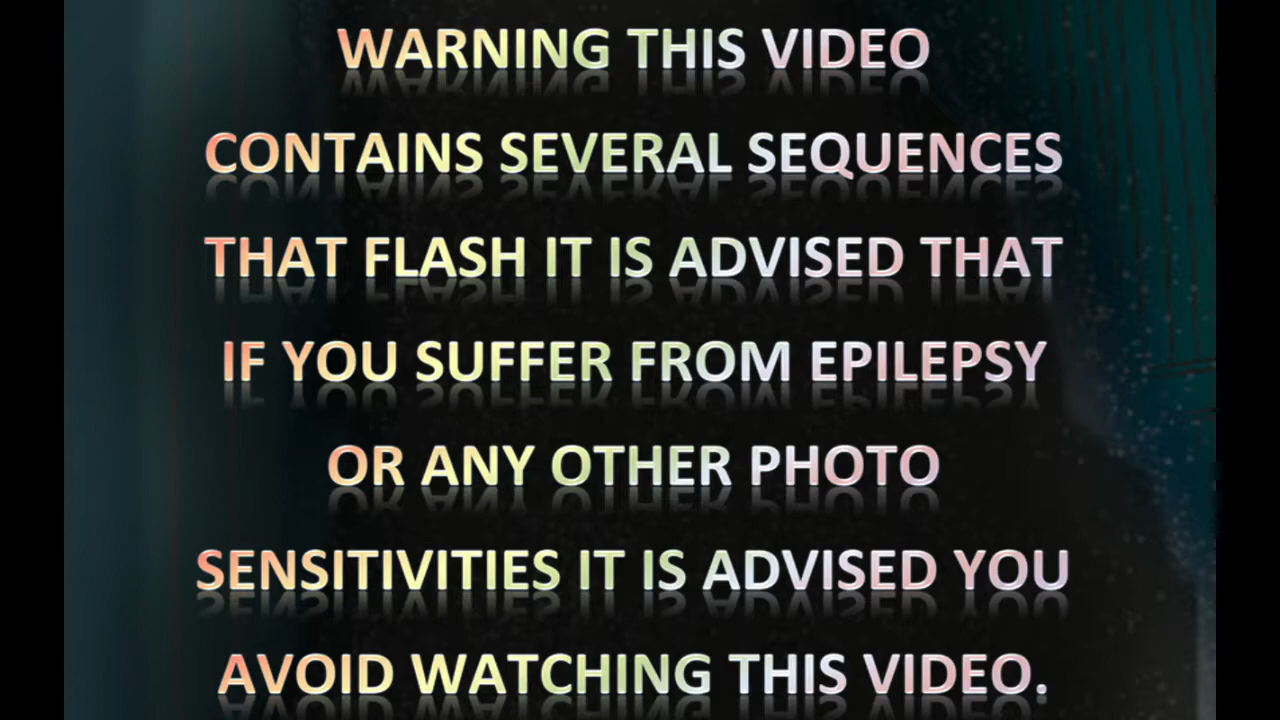 WARNING THIS VIDEO
CONTAINS SEVERAL SEQUENCES
THAT FLASH IT IS ADVISED THAT
IF YOU SUFFER FROM EPILEPSY
OR ANY OTHER PHOTO
SENSITIVITIES IT IS ADVISED YOU
AVOID WATCHING THIS VIDEO.